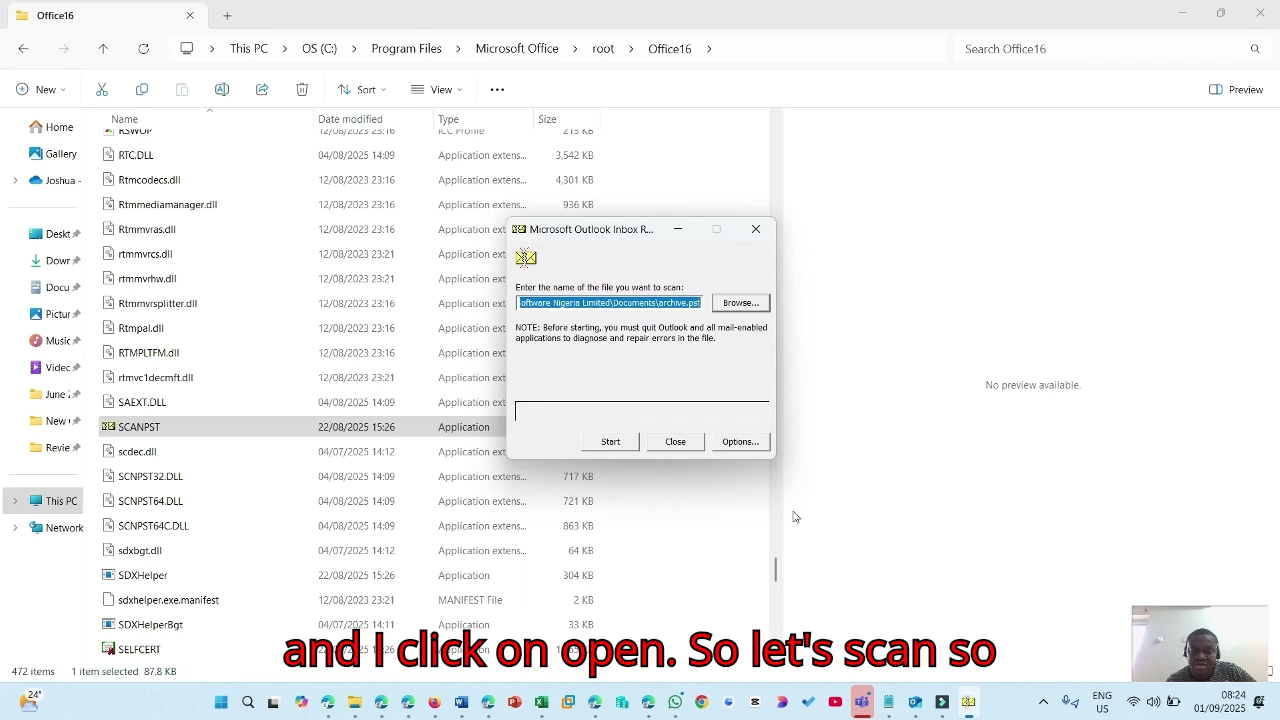 Office16
This PC > OS (C:) > Program Files > Microsoft Office > root > Office16 >
Search Office16
New
Sort
View
Preview
Name Date modified Type Size
RSWOP 12/08/2023 23:16 ICC Profile 213 KB
RTC.DLL 04/08/2025 14:09 Application extens... 3,542 KB
Rtmcodecs.dll 12/08/2023 23:16 Application extens... 4,301 KB
Rtmmediamanager.dll 12/08/2023 23:16 Application extens... 936 KB
Rtmmvras.dll 12/08/2023 23:16 Application ext
rtmmvrcs.dll 12/08/2023 23:21 Application ext
rtmmvrhw.dll 12/08/2023 23:21 Application ext
Rtmmvrsplitter.dll 12/08/2023 23:16 Application ext
Rtmpal.dll 12/08/2023 23:16 Application ext
RTMPLTFM.dll 12/08/2023 23:16 Application ext
rtmvc1decmft.dll 12/08/2023 23:21 Application ext
SAEXT.DLL 04/08/2025 14:09 Application ext
SCANPST 22/08/2025 15:26 Application
scdec.dll 04/07/2025 14:12 Application ext
SCNPST32.DLL 04/08/2025 14:09 Application extens... 717 KB
SCNPST64.DLL 04/08/2025 14:09 Application extens... 721 KB
SCNPST64C.DLL 04/08/2025 14:09 Application extens... 863 KB
sdxbgt.dll 04/07/2025 14:12 Application extens... 64 KB
SDXHelper 22/08/2025 15:26 Application 304 KB
sdxhelper.exe.manifest 12/08/2023 23:21 MANIFEST File 2 KB
SDXHelperBgt 04/07/2025 14:11 Application 33 KB
SELFCERT
Home
Gallery
Joshua -
Deskt
Dowr
Docu
Pictur
Music
Videc
June
New
Revie
This PC
Network
Microsoft Outlook Inbox R...
Enter the name of the file you want to scan:
oftware Nigeria Limited\Documents\archive.pst
Browse...
NOTE: Before starting, you must quit Outlook and all mail-enabled
applications to diagnose and repair errors in the file.
Start
Close
Options...
No preview available.
and I click on open. So let's scan so
472 items 1 item selected 87.8 KB
24°
ENG
US
08:24
01/09/2025